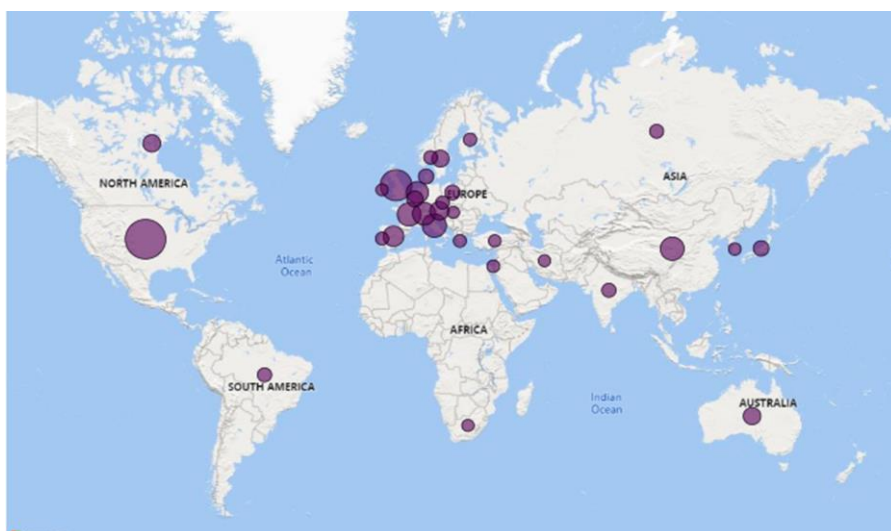 NORTH AMERICA
EUROPE
ASIA
Atlantic
Ocean
AFRICA
SOUTH AMERICA
Indian
Ocean
AUSTRALIA